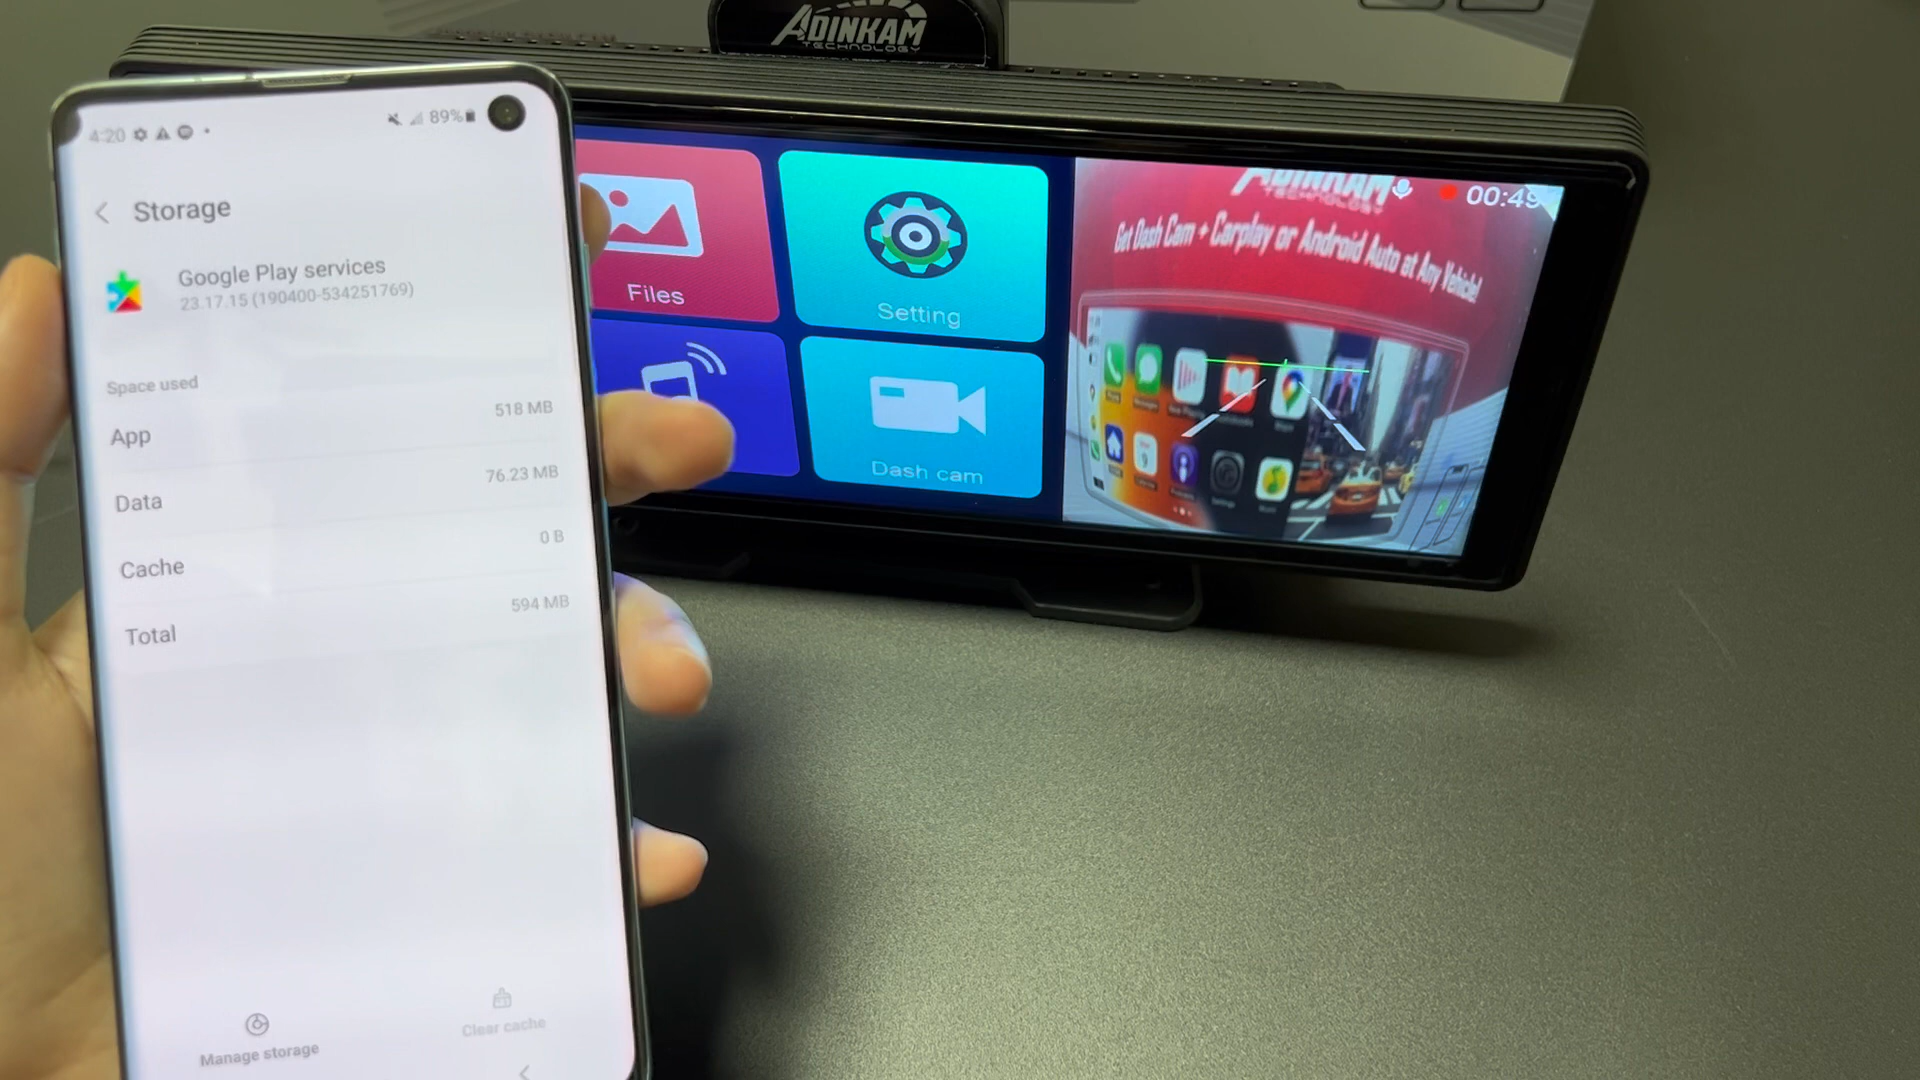 ADINKAM
TECHNOLOGY
4:20
89%
Storage
Google Play services
23.17.15 (190400-534251769)
Space used
App
518 MB
Data
76.23 MB
Cache
0 B
Total
594 MB
Manage storage
Clear cache
Files
Setting
Dash cam
00:49
ADINKAM
TECHNOLOGY
Get Dash Cam + Carplay or Android Auto at Any Vehicle!